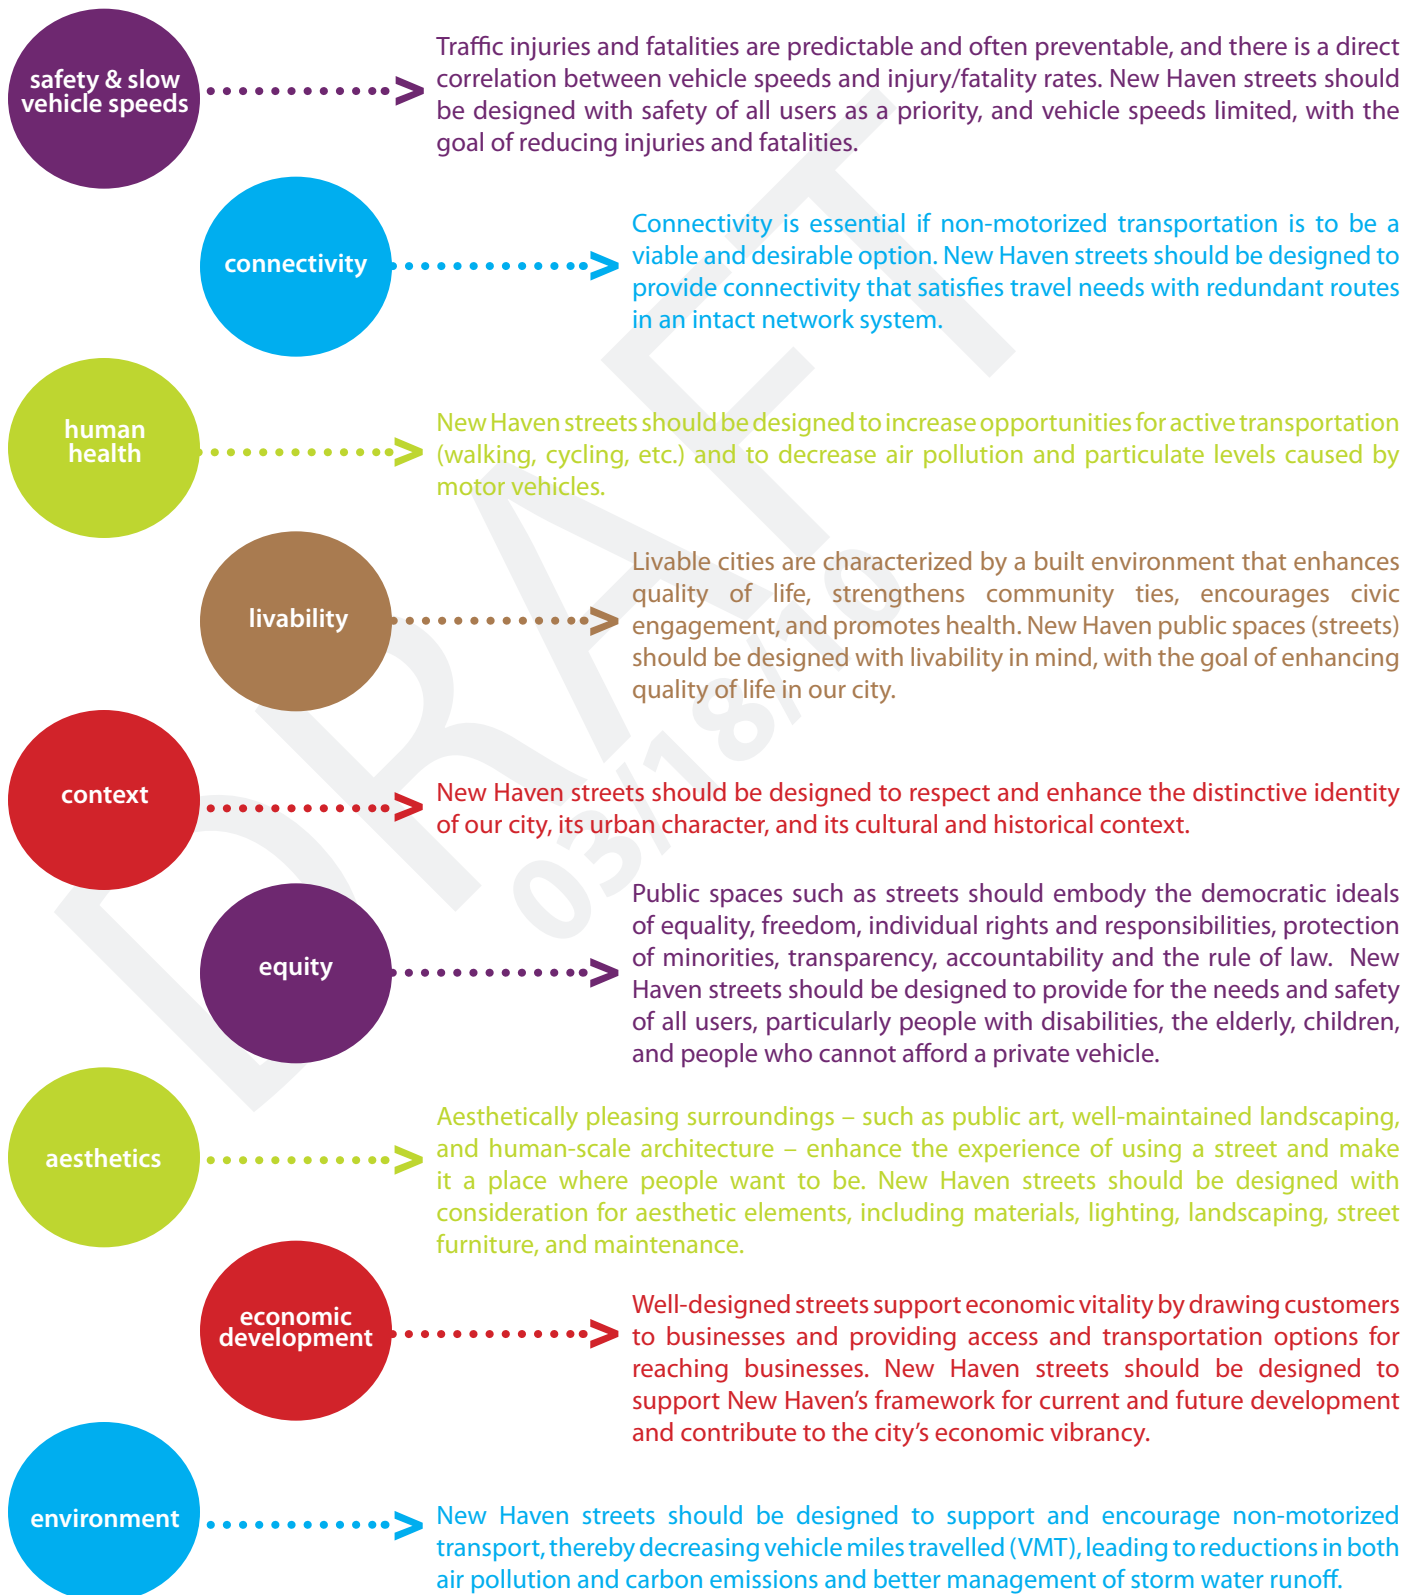 safety & slow
vehicle speeds
Traffic injuries and fatalities are predictable and often preventable, and there is a direct
correlation between vehicle speeds and injury/fatality rates. New Haven streets should
be designed with safety of all users as a priority, and vehicle speeds limited, with the
goal of reducing injuries and fatalities.
connectivity
Connectivity is essential if non-motorized transportation is to be a
viable and desirable option. New Haven streets should be designed to
provide connectivity that satisfies travel needs with redundant routes
in an intact network system.
human
health
New Haven streets should be designed to increase opportunities for active transportation
(walking, cycling, etc.) and to decrease air pollution and particulate levels caused by
motor vehicles.
livability
Livable cities are characterized by a built environment that enhances
quality of life, strengthens community ties, encourages civic
engagement, and promotes health. New Haven public spaces (streets)
should be designed with livability in mind, with the goal of enhancing
quality of life in our city.
context
New Haven streets should be designed to respect and enhance the distinctive identity
of our city, its urban character, and its cultural and historical context.
equity
Public spaces such as streets should embody the democratic ideals
of equality, freedom, individual rights and responsibilities, protection
of minorities, transparency, accountability and the rule of law.  New
Haven streets should be designed to provide for the needs and safety
of all users, particularly people with disabilities, the elderly, children,
and people who cannot afford a private vehicle.
aesthetics
Aesthetically pleasing surroundings – such as public art, well-maintained landscaping,
and human-scale architecture – enhance the experience of using a street and make
it a place where people want to be. New Haven streets should be designed with
consideration for aesthetic elements, including materials, lighting, landscaping, street
furniture, and maintenance.
economic
development
Well-designed streets support economic vitality by drawing customers
to businesses and providing access and transportation options for
reaching businesses. New Haven streets should be designed to
support New Haven's framework for current and future development
and contribute to the city's economic vibrancy.
environment
New Haven streets should be designed to support and encourage non-motorized
transport, thereby decreasing vehicle miles travelled (VMT), leading to reductions in both
air pollution and carbon emissions and better management of storm water runoff.
DRAFT
03/18/10